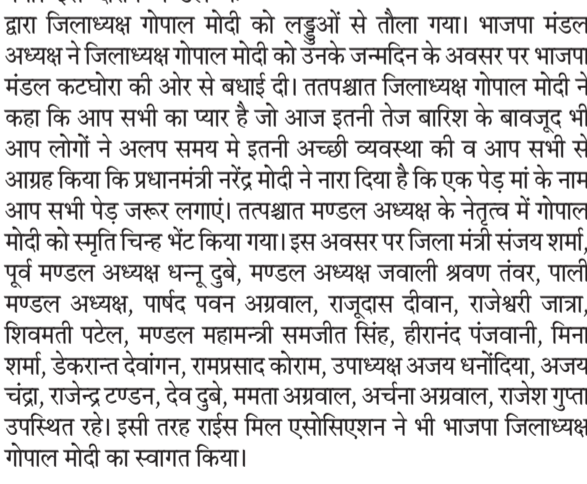 द्वारा जिलाध्यक्ष गोपाल मोदी को लड्डुओं से तौला गया। भाजपा मंडल
अध्यक्ष ने जिलाध्यक्ष गोपाल मोदी को उनके जन्मदिन के अवसर पर भाजपा
मंडल कटघोरा की ओर से बधाई दी। ततपश्चात जिलाध्यक्ष गोपाल मोदी ने
कहा कि आप सभी का प्यार है जो आज इतनी तेज बारिश के बावजूद भी
आप लोगों ने अलप समय मे इतनी अच्छी व्यवस्था की व आप सभी से
आग्रह किया कि प्रधानमंत्री नरेंद्र मोदी ने नारा दिया है कि एक पेड़ मां के नाम
आप सभी पेड़ जरूर लगाएं। तत्पश्चात मण्डल अध्यक्ष के नेतृत्व में गोपाल
मोदी को स्मृति चिन्ह भेंट किया गया। इस अवसर पर जिला मंत्री संजय शर्मा,
पूर्व मण्डल अध्यक्ष धन्नू दुबे, मण्डल अध्यक्ष जवाली श्रवण तंवर, पाली
मण्डल अध्यक्ष, पार्षद पवन अग्रवाल, राजूदास दीवान, राजेश्वरी जात्रा,
शिवमती पटेल, मण्डल महामन्त्री समजीत सिंह, हीरानंद पंजवानी, मिना
शर्मा, डेकरान्त देवांगन, रामप्रसाद कोराम, उपाध्यक्ष अजय धनोंदिया, अजय
चंद्रा, राजेन्द्र टण्डन, देव दुबे, ममता अग्रवाल, अर्चना अग्रवाल, राजेश गुप्ता
उपस्थित रहे। इसी तरह राईस मिल एसोसिएशन ने भी भाजपा जिलाध्यक्ष
गोपाल मोदी का स्वागत किया।